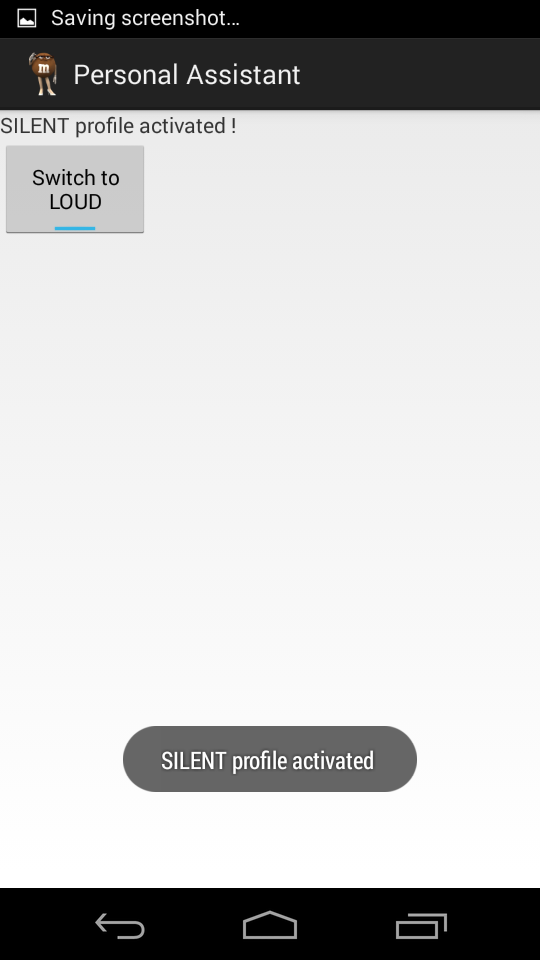 Saving screenshot...
m
Personal Assistant
SILENT profile activated !
Switch to
LOUD
SILENT profile activated